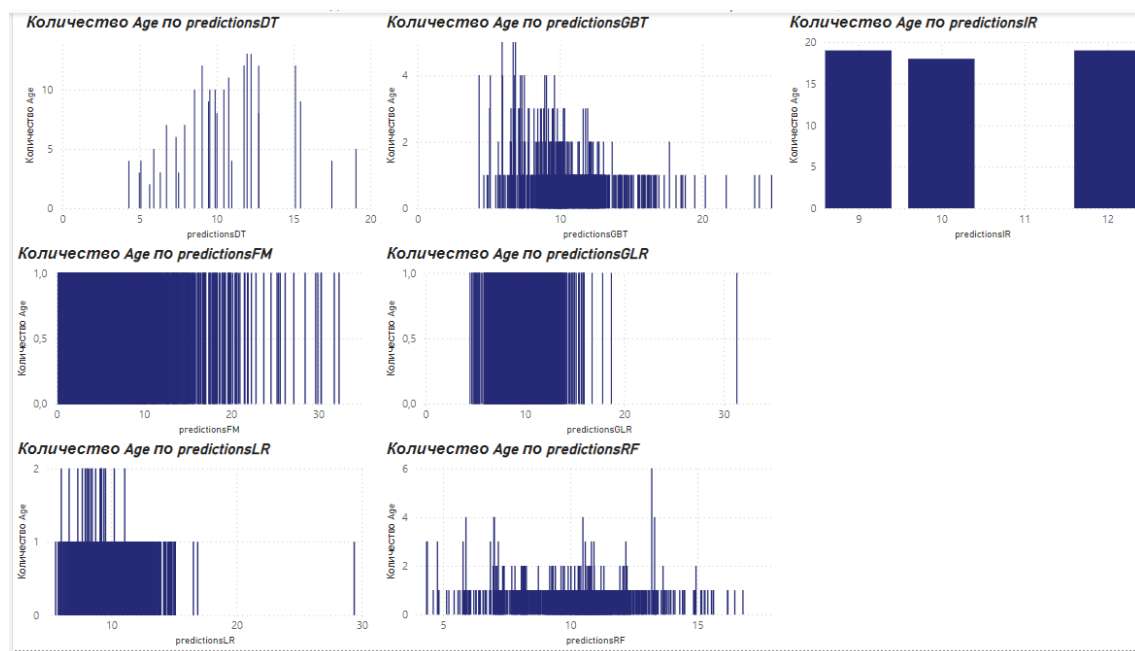 Количество Age по predictionsDT
10
5
0
Количество Age
0 5 10 15 20
predictionsDT
Количество Age по predictionsGBT
4
2
0
Количество Age
0 10 20
predictionsGBT
Количество Age по predictionsIR
20
15
10
5
0
Количество Age
9 10 11 12
predictionsIR
Количество Age по predictionsFM
1,0
0,5
0,0
Количество Age
0 10 20 30
predictionsFM
Количество Age по predictionsGLR
1,0
0,5
0,0
Количество Age
0 10 20 30
predictionsGLR
Количество Age по predictionsLR
2
1
0
Количество Age
10 20 30
predictionsLR
Количество Age по predictionsRF
6
4
2
0
Количество Age
5 10 15
predictionsRF